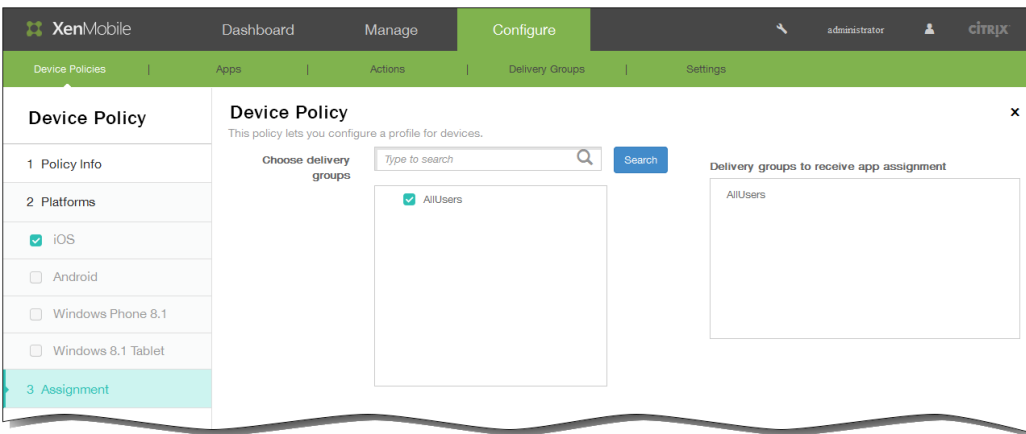 XenMobile Dashboard Manage Configure administrator CİTRIX
Device Policies | Apps | Actions | Delivery Groups | Settings
Device Policy
1 Policy Info
2 Platforms
iOS
Android
Windows Phone 8.1
Windows 8.1 Tablet
3 Assignment
Device Policy x
This policy lets you configure a profile for devices.
Choose delivery
groups
Type to search
Search
AllUsers
Delivery groups to receive app assignment
AllUsers